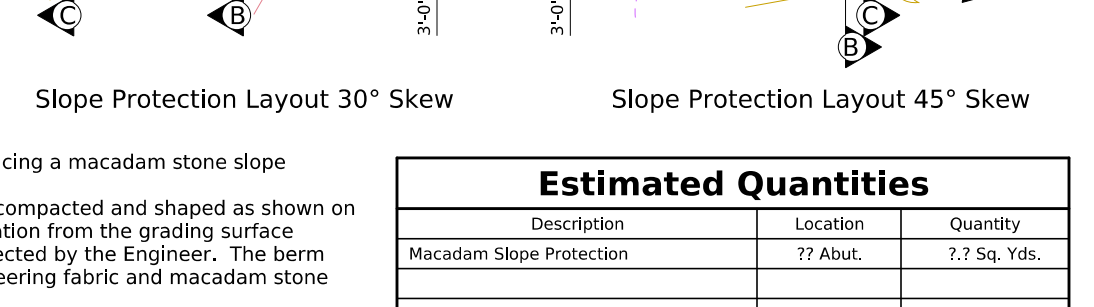 C
B
3'-0"
3'-0"
C
B
Slope Protection Layout 30° Skew
Slope Protection Layout 45° Skew
cing a macadam stone slope
compacted and shaped as shown on
ation from the grading surface
ected by the Engineer. The berm
eering fabric and macadam stone
Estimated Quantities
Description Location Quantity
Macadam Slope Protection ?? Abut. ?.? Sq. Yds.